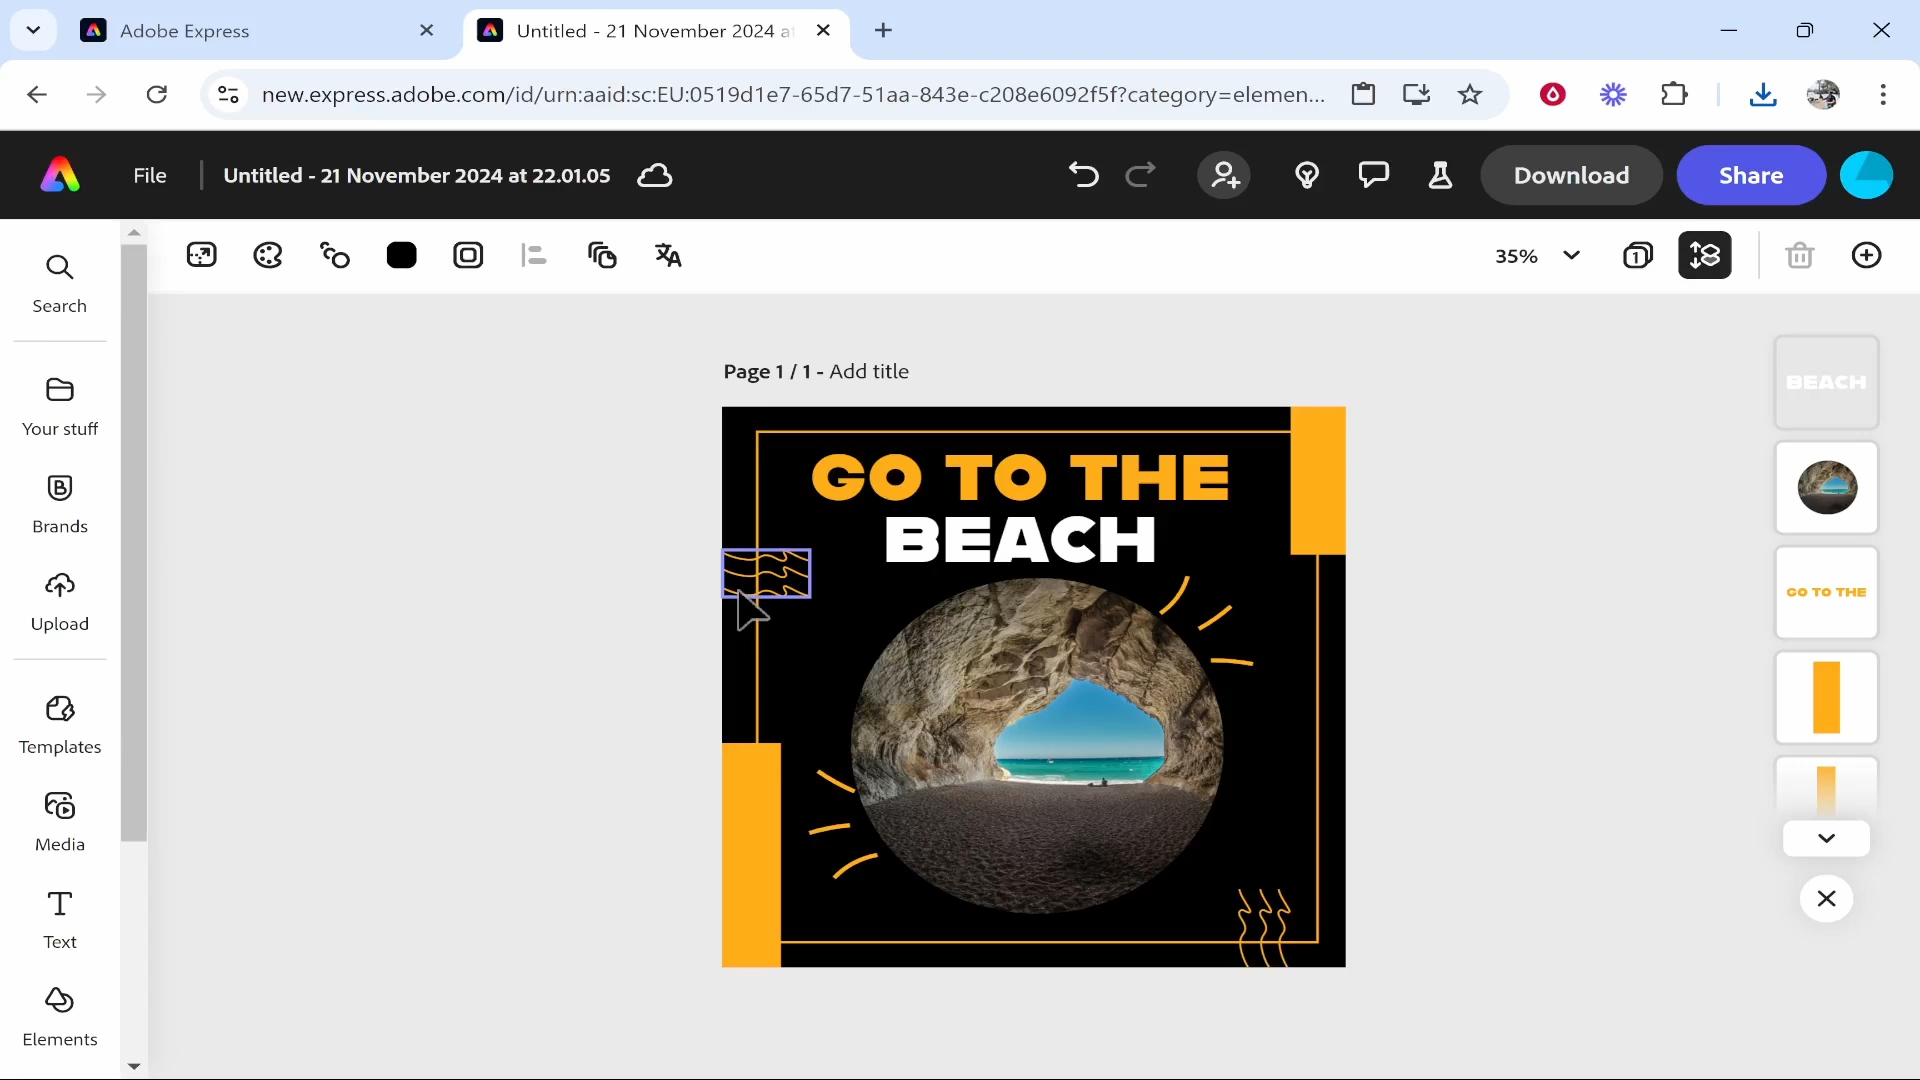 Adobe Express
Untitled - 21 November 2024 at
new.express.adobe.com/id/urn:aaid:sc:EU:0519d1e7-65d7-51aa-843e-c208e6092f5f?category=elemen...
File
Untitled - 21 November 2024 at 22.01.05
Download
Share
35%
1
Search
Your stuff
Brands
Upload
Templates
Media
Text
Elements
Page 1 / 1 - Add title
GO TO THE
BEACH
BEACH
GO TO THE